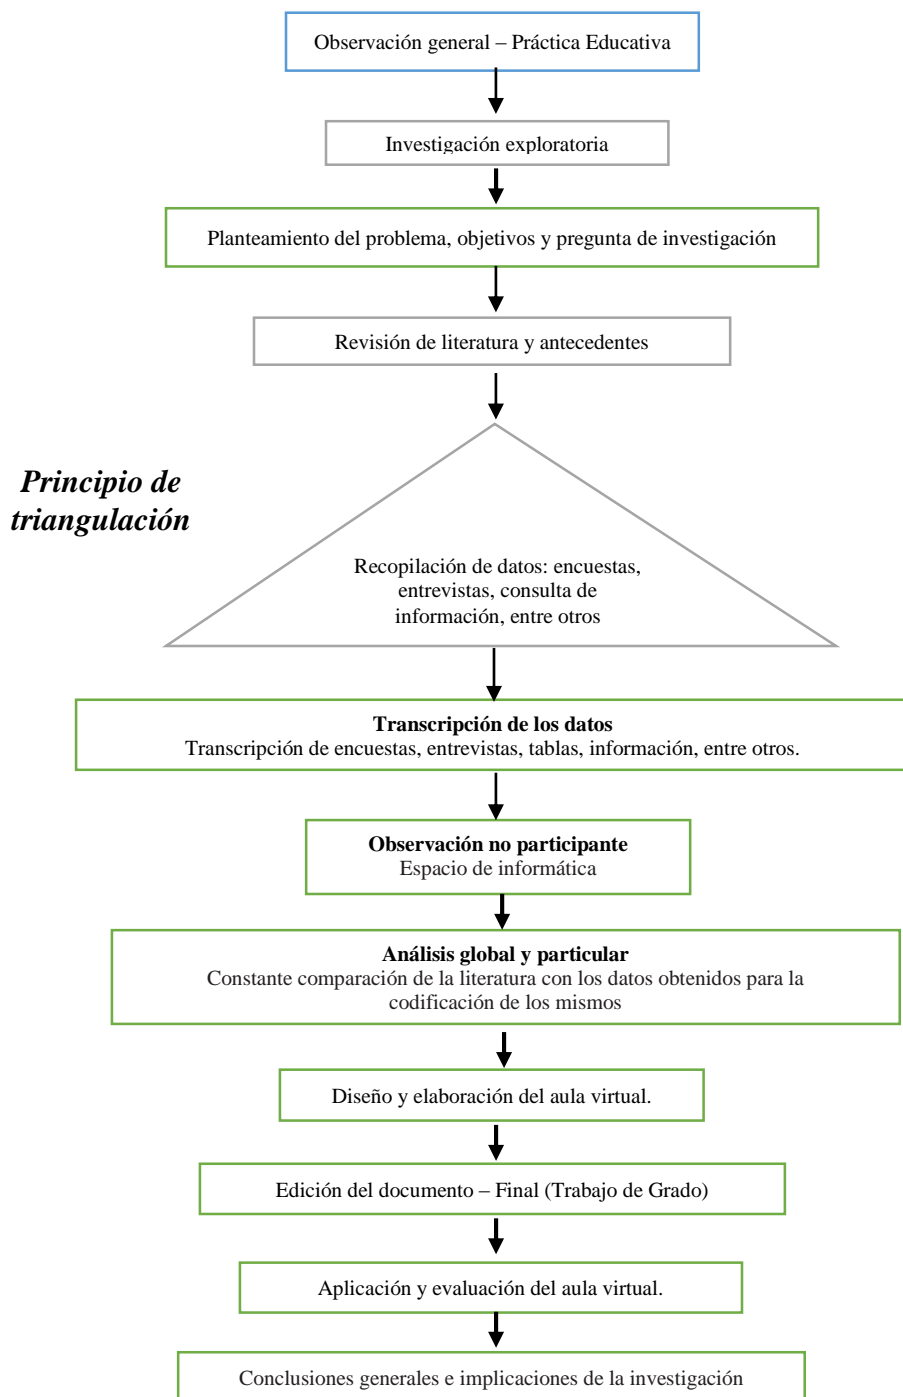 Observación general – Práctica Educativa
Investigación exploratoria
Planteamiento del problema, objetivos y pregunta de investigación
Revisión de literatura y antecedentes
Principio de
triangulación
Recopilación de datos: encuestas,
entrevistas, consulta de
información, entre otros
Transcripción de los datos
Transcripción de encuestas, entrevistas, tablas, información, entre otros.
Observación no participante
Espacio de informática
Análisis global y particular
Constante comparación de la literatura con los datos obtenidos para la
codificación de los mismos
Diseño y elaboración del aula virtual.
Edición del documento – Final (Trabajo de Grado)
Aplicación y evaluación del aula virtual.
Conclusiones generales e implicaciones de la investigación